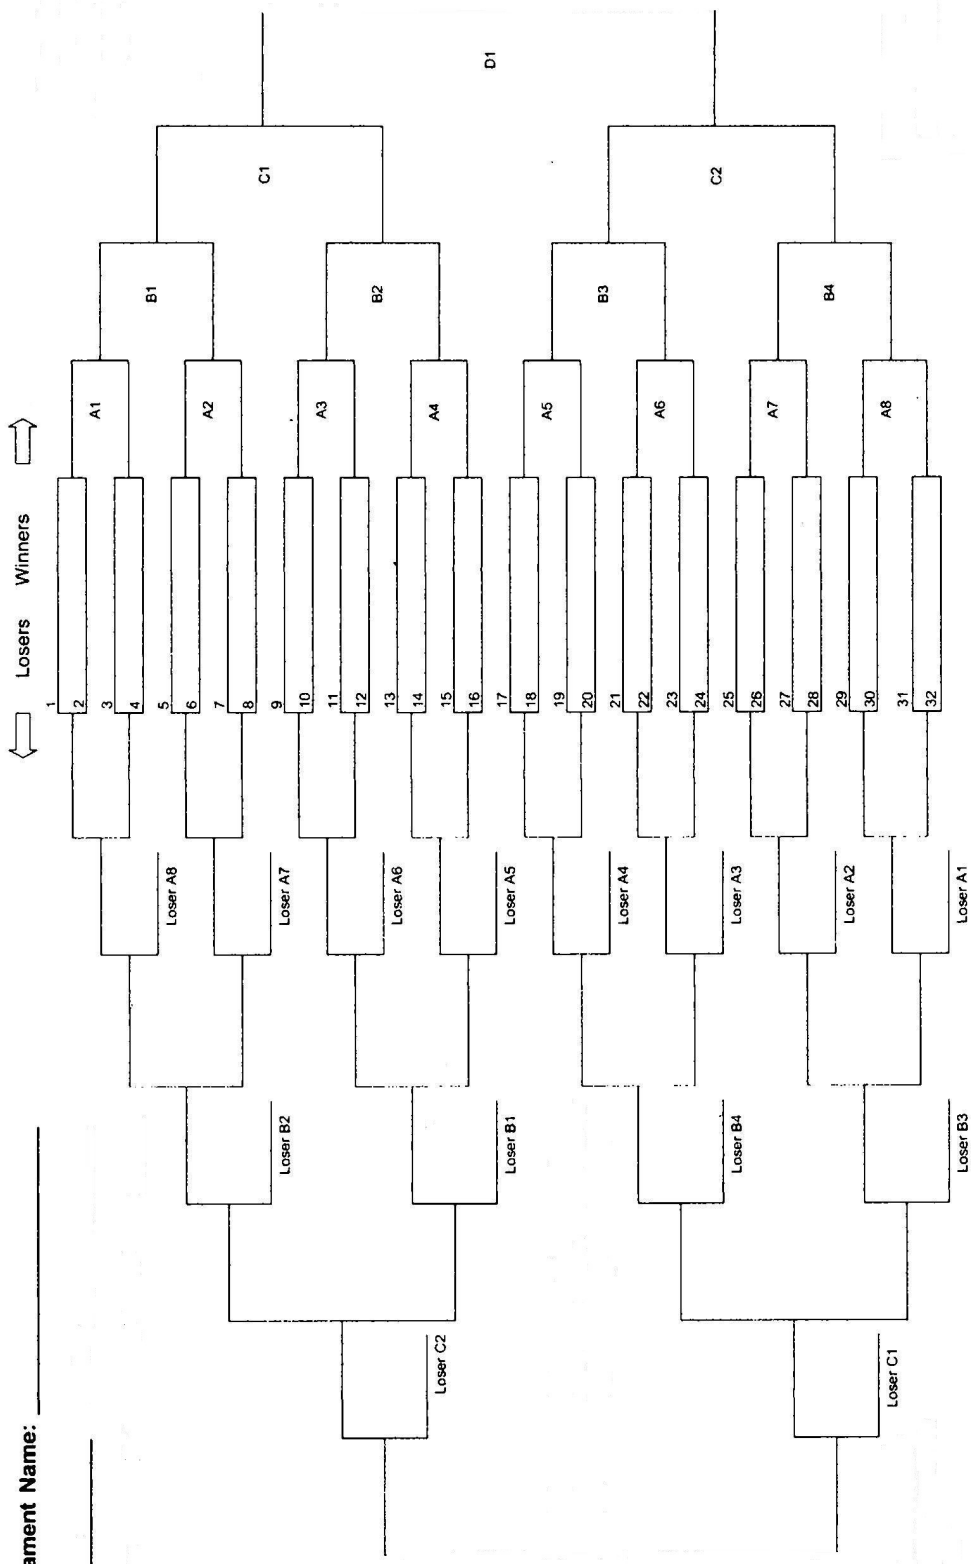 ament Name:
Losers Winners
1
2
3
4
5
6
7
8
9
10
11
12
13
14
15
16
17
18
19
20
21
22
23
24
25
26
27
28
29
30
31
32
A1
A2
A3
A4
A5
A6
A7
A8
B1
B2
B3
B4
C1
C2
D1
Loser A8
Loser A7
Loser A6
Loser A5
Loser A4
Loser A3
Loser A2
Loser A1
Loser B2
Loser B1
Loser B4
Loser B3
Loser C2
Loser C1